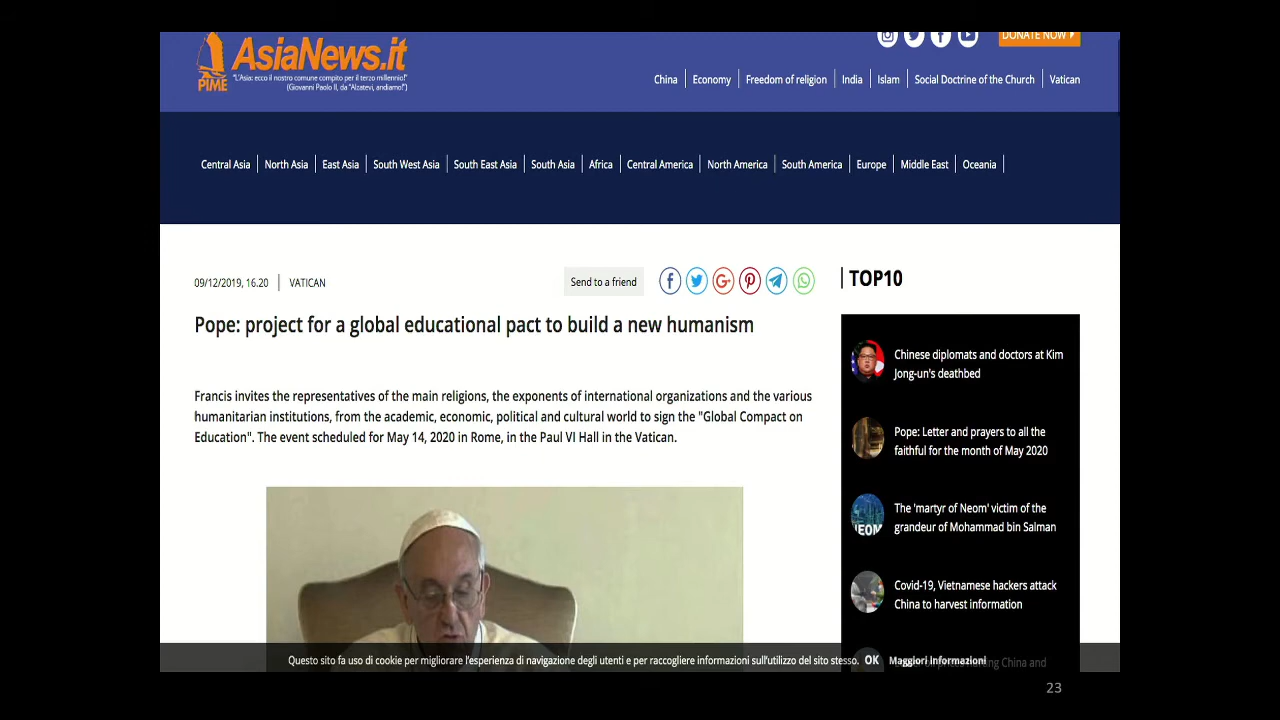 AsiaNews.it
PIME
"L'Asia: ecco il nostro comune compito per il terzo millennio!"
(Giovanni Paolo II, da "Alzatevi, andiamo!")
DONATE NOW
China | Economy | Freedom of religion | India | Islam | Social Doctrine of the Church | Vatican
Central Asia | North Asia | East Asia | South West Asia | South East Asia | South Asia | Africa | Central America | North America | South America | Europe | Middle East | Oceania |
09/12/2019, 16.20 | VATICAN
Send to a friend
Pope: project for a global educational pact to build a new humanism
Francis invites the representatives of the main religions, the exponents of international organizations and the various
humanitarian institutions, from the academic, economic, political and cultural world to sign the "Global Compact on
Education". The event scheduled for May 14, 2020 in Rome, in the Paul VI Hall in the Vatican.
TOP10
Chinese diplomats and doctors at Kim
Jong-un's deathbed
Pope: Letter and prayers to all the
faithful for the month of May 2020
The 'martyr of Neom' victim of the
grandeur of Mohammad bin Salman
NEOM
Covid-19, Vietnamese hackers attack
China to harvest information
China and
Questo sito fa uso di cookie per migliorare l'esperienza di navigazione degli utenti e per raccogliere informazioni sull'utilizzo del sito stesso. OK Maggiori Informazioni
23